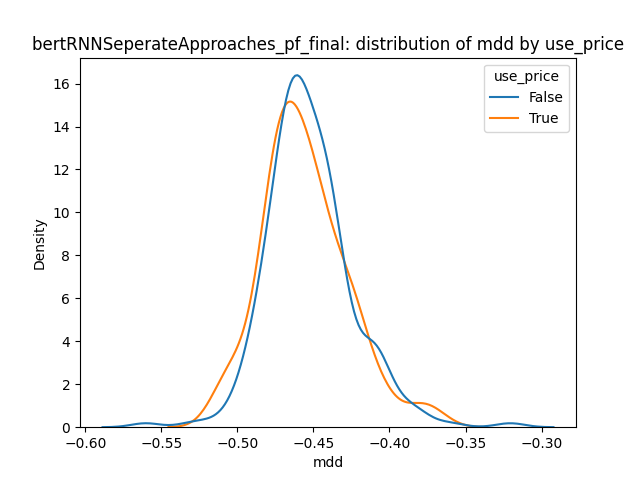 bertRNNSeperateApproaches_pf_final: distribution of mdd by use_price
use_price
False
True
Density
16
14
12
10
8
6
4
2
0
−0.60 −0.55 −0.50 −0.45 −0.40 −0.35 −0.30
mdd